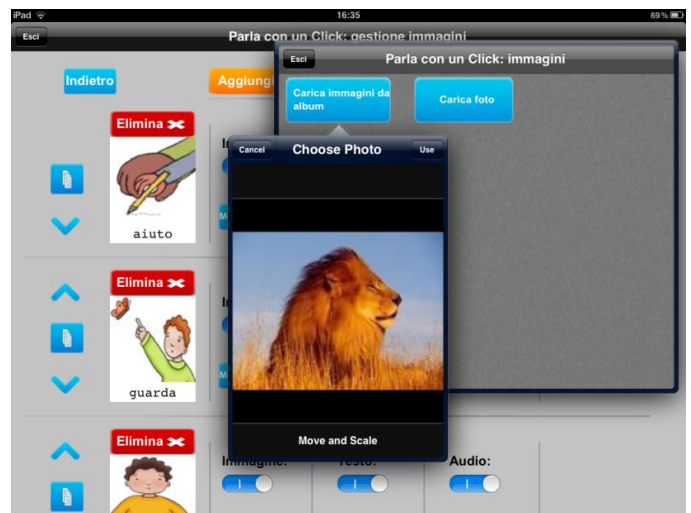 iPad 16:35 69%
Esci Parla con un Click: gestione immagini
Esci Parla con un Click: immagini
Indietro Aggiungi
Carica immagini da
album
Carica foto
Elimina
Cancel Choose Photo Use
aiuto
Elimina
guarda
Move and Scale
Elimina
Immagine: Testo: Audio: